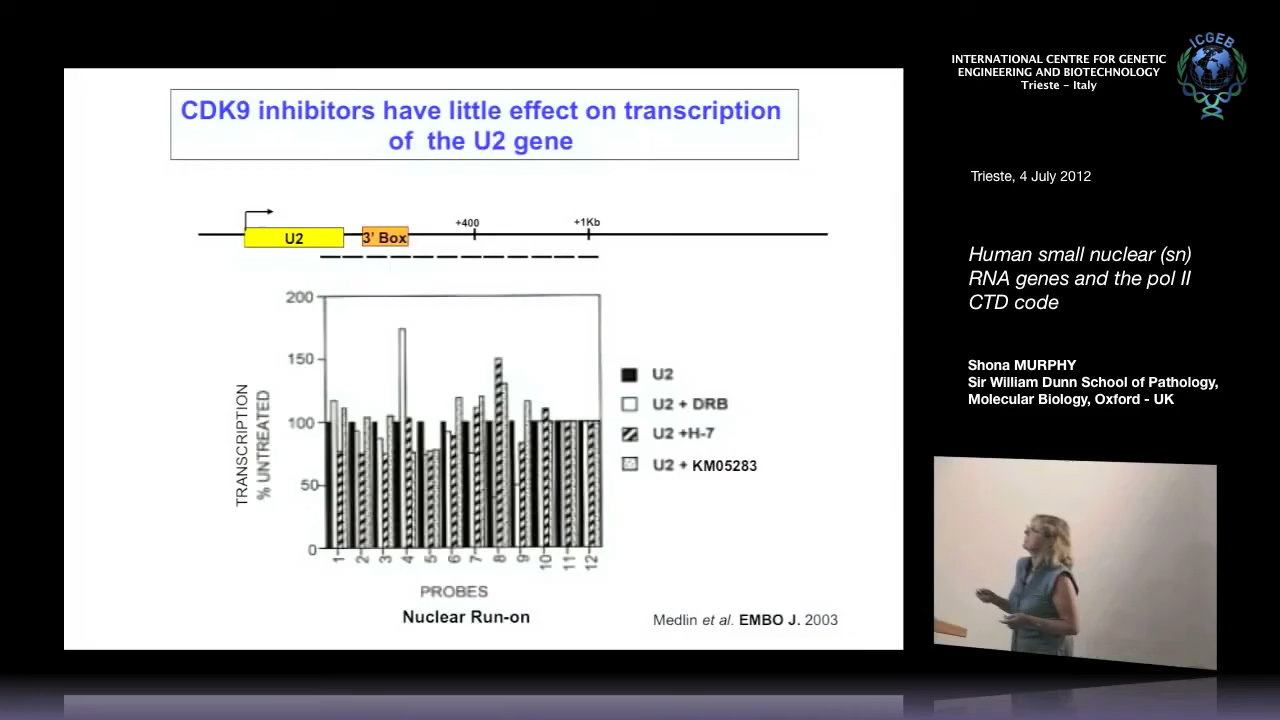 CDK9 inhibitors have little effect on transcription
of the U2 gene
U2
3' Box
+400
+1Kb
200
150
100
50
0
TRANSCRIPTION
% UNTREATED
1 2 3 4 5 6 7 8 9 10 11 12
PROBES
Nuclear Run-on
U2
U2 + DRB
U2 +H-7
U2 + KM05283
Medlin et al. EMBO J. 2003
INTERNATIONAL CENTRE FOR GENETIC
ENGINEERING AND BIOTECHNOLOGY
Trieste - Italy
ICGEB
Trieste, 4 July 2012
Human small nuclear (sn)
RNA genes and the pol II
CTD code
Shona MURPHY
Sir William Dunn School of Pathology,
Molecular Biology, Oxford - UK